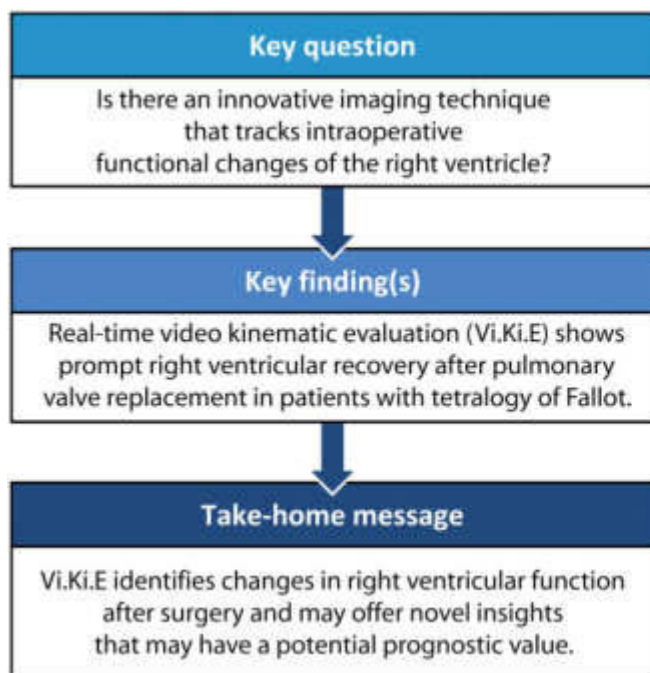 Key question
Is there an innovative imaging technique
that tracks intraoperative
functional changes of the right ventricle?
Key finding(s)
Real-time video kinematic evaluation (Vi.Ki.E) shows
prompt right ventricular recovery after pulmonary
valve replacement in patients with tetralogy of Fallot.
Take-home message
Vi.Ki.E identifies changes in right ventricular function
after surgery and may offer novel insights
that may have a potential prognostic value.